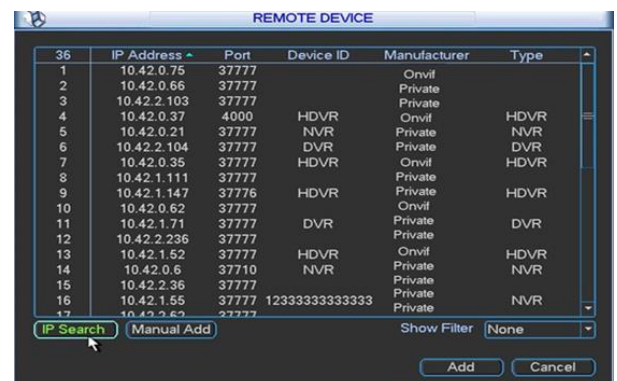 REMOTE DEVICE
36 IP Address Port Device ID Manufacturer Type
1 10.42.0.75 37777 Onvif
2 10.42.0.66 37777 Private
3 10.42.2.103 37777 Private
4 10.42.0.37 4000 HDVR Onvif HDVR
5 10.42.0.21 37777 NVR Private NVR
6 10.42.2.104 37777 DVR Private DVR
7 10.42.0.35 37777 HDVR Onvif HDVR
8 10.42.1.111 37777 Private
9 10.42.1.147 37776 HDVR Private HDVR
10 10.42.0.62 37777 Onvif
11 10.42.1.71 37777 DVR Private DVR
12 10.42.2.236 37777 Private
13 10.42.1.52 37777 HDVR Onvif HDVR
14 10.42.0.6 37710 NVR Private NVR
15 10.42.2.36 37777 Private
16 10.42.1.55 37777 12333333333333 Private NVR
17 10.42.2.62 37777 Private
IP Search Manual Add Show Filter None
Add Cancel